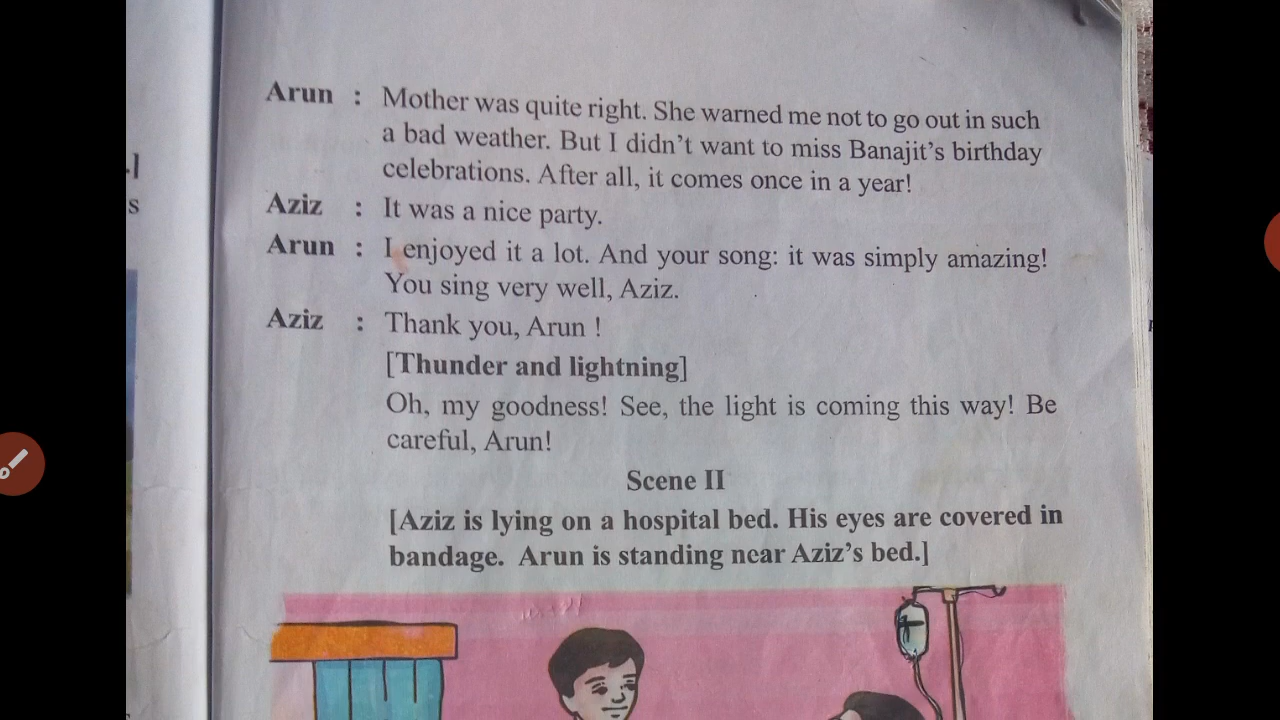 .]
s
Arun : Mother was quite right. She warned me not to go out in such
a bad weather. But I didn't want to miss Banajit's birthday
celebrations. After all, it comes once in a year!
Aziz : It was a nice party.
Arun : I enjoyed it a lot. And your song: it was simply amazing!
You sing very well, Aziz.
Aziz : Thank you, Arun !
[Thunder and lightning]
Oh, my goodness! See, the light is coming this way! Be
careful, Arun!
Scene II
[Aziz is lying on a hospital bed. His eyes are covered in
bandage. Arun is standing near Aziz's bed.]